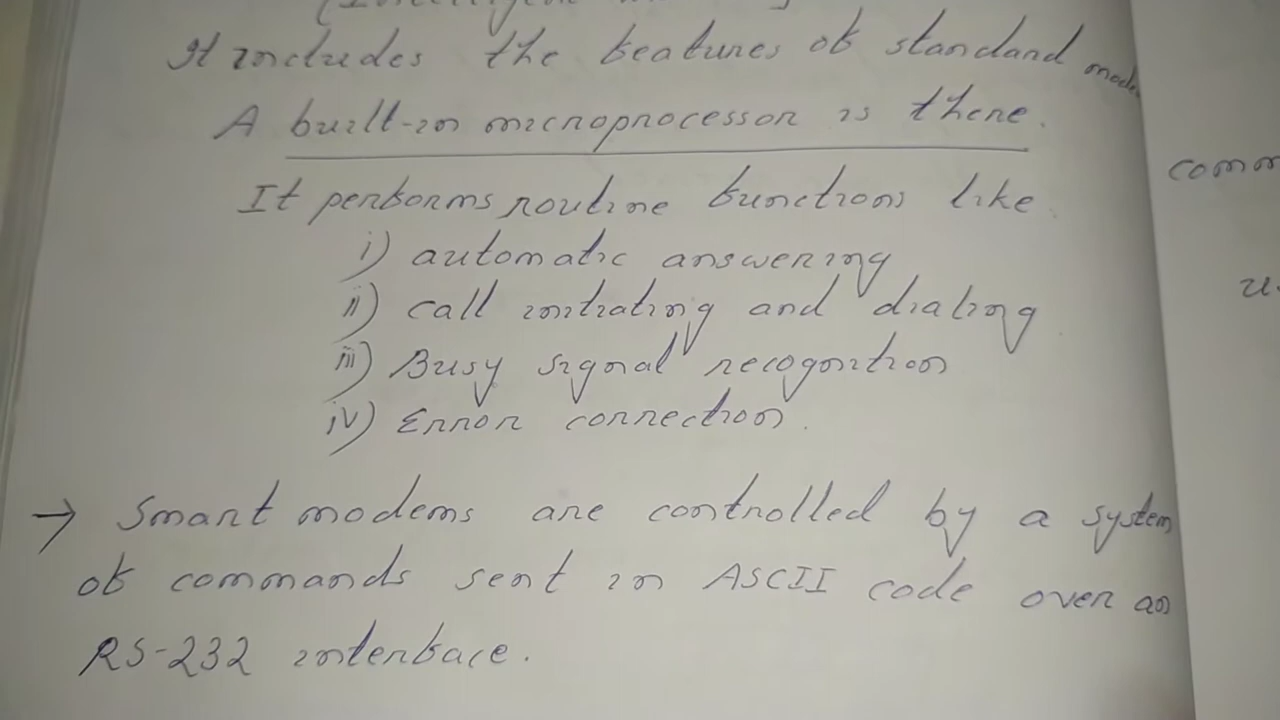 It includes the features of standard
A built-in microprocessor is there.
It performs routine functions like
i) automatic answering
ii) call initiating and dialing
iii) Busy signal recognition
iv) Error correction.
→ Smart modems are controlled by a system
of commands sent in ASCII code over an
RS-232 interface.